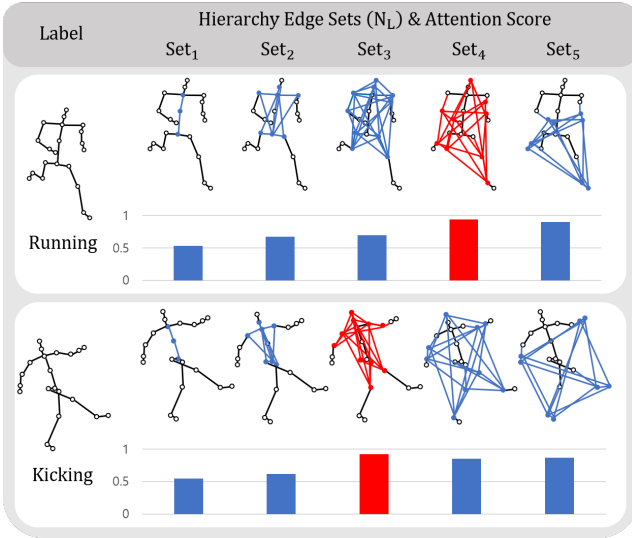 Label
Hierarchy Edge Sets (N_L) & Attention Score
Set₁ Set₂ Set₃ Set₄ Set₅
1
0.5
0
Running
1
0.5
0
Kicking